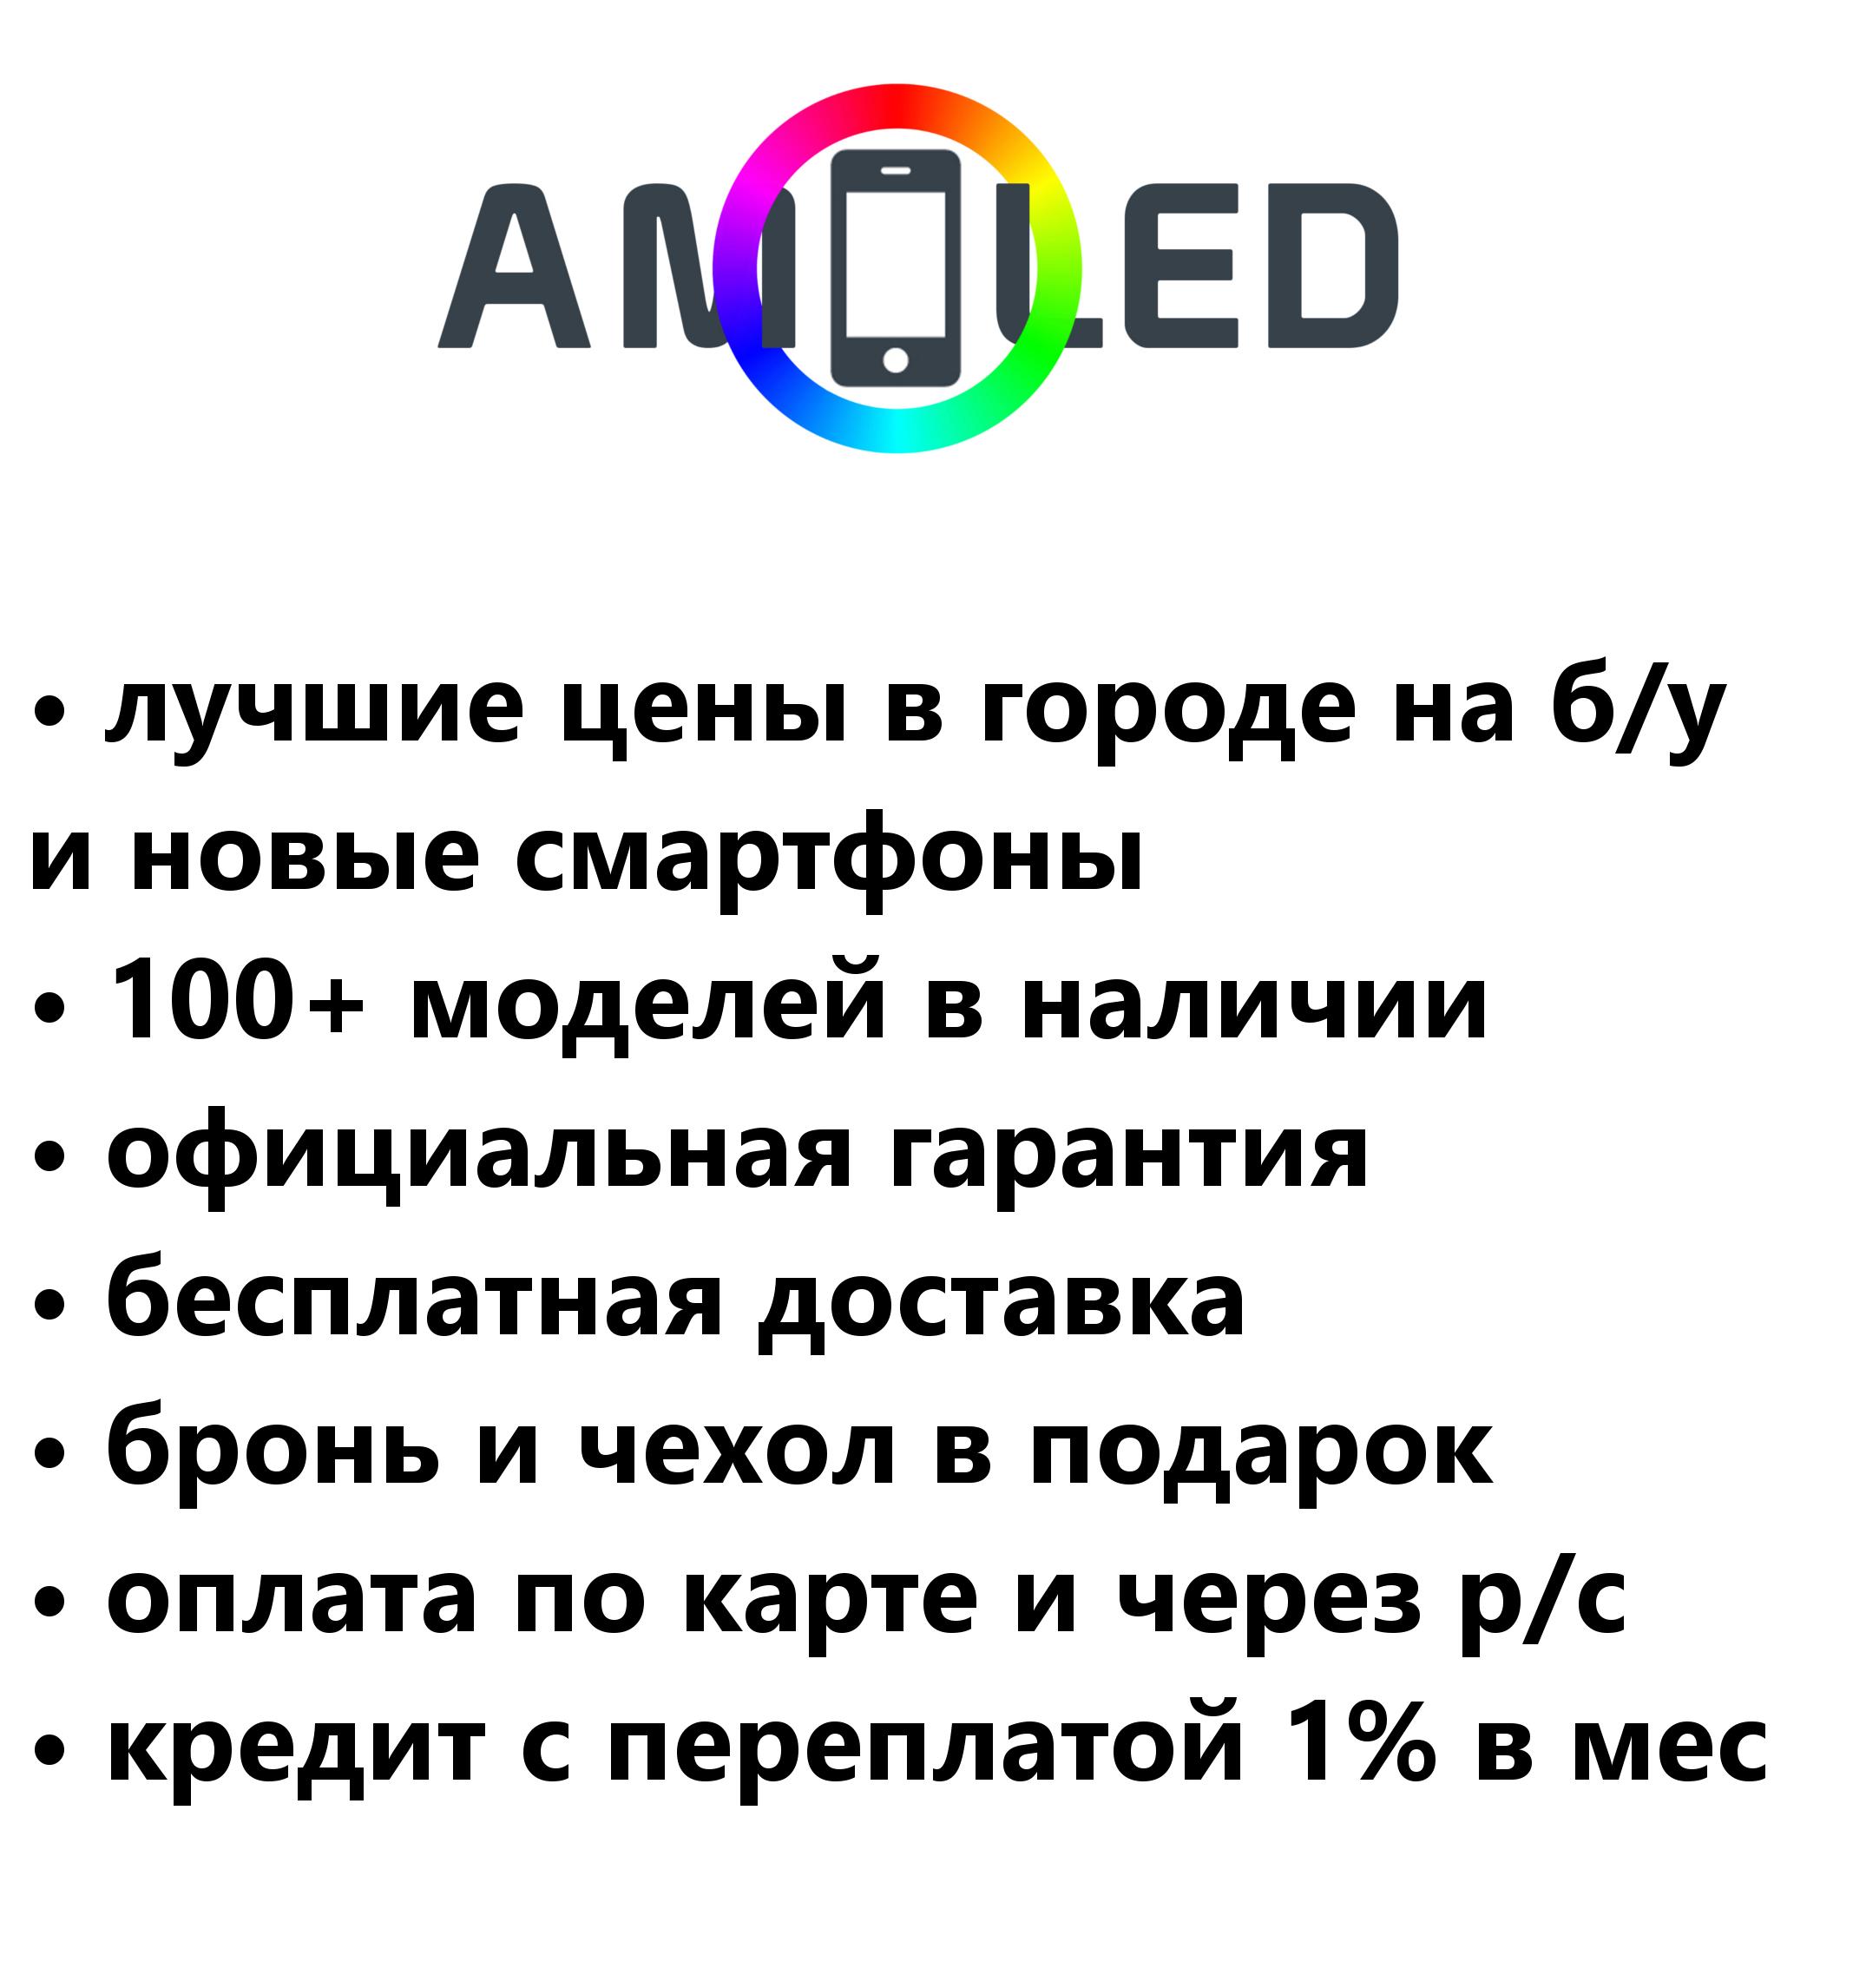 AMOLED
• лучшие цены в городе на б/у
и новые смартфоны
• 100+ моделей в наличии
• официальная гарантия
• бесплатная доставка
• бронь и чехол в подарок
• оплата по карте и через р/с
• кредит с переплатой 1% в мес